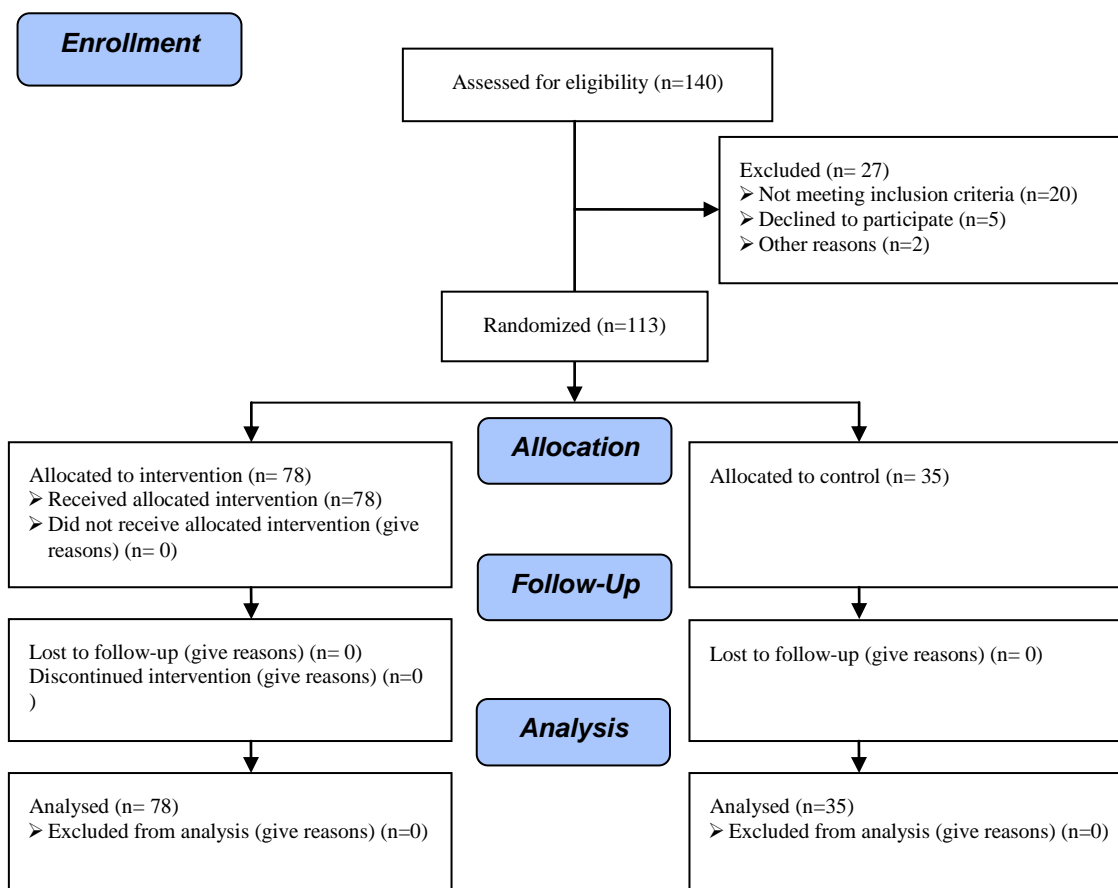 Enrollment
Assessed for eligibility (n=140)
Excluded (n= 27)
➢ Not meeting inclusion criteria (n=20)
➢ Declined to participate (n=5)
➢ Other reasons (n=2)
Randomized (n=113)
Allocation
Allocated to intervention (n= 78)
➢ Received allocated intervention (n=78)
➢ Did not receive allocated intervention (give
reasons) (n= 0)
Allocated to control (n= 35)
Follow-Up
Lost to follow-up (give reasons) (n= 0)
Discontinued intervention (give reasons) (n=0
)
Lost to follow-up (give reasons) (n= 0)
Analysis
Analysed (n= 78)
➢ Excluded from analysis (give reasons) (n=0)
Analysed (n=35)
➢ Excluded from analysis (give reasons) (n=0)